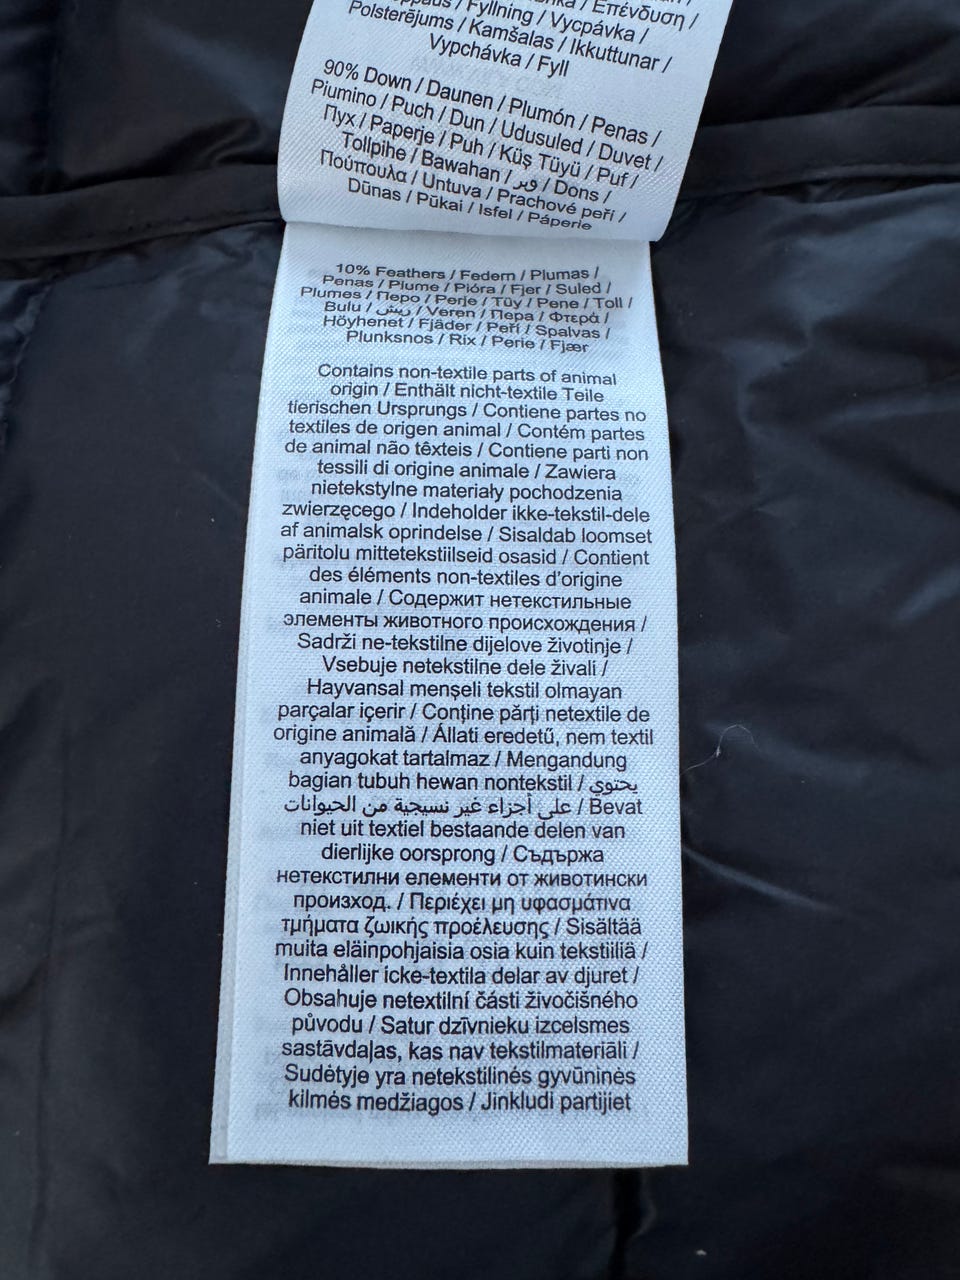 / Επένδυση /
/ Fyllning / Vycpávka /
Polsterējums / Kamšalas / Ikkuttunar /
Vypchávka / Fyll
90% Down / Daunen / Plumón / Penas /
Piumino / Puch / Dun / Udusuled / Duvet /
Пух / Paperje / Puh / Kūş Tüyü / Puf /
Tollpihe / Bawahan / وبر / Dons /
Πούπουλα / Untuva / Prachové peří /
Dūnas / Pūkai / Isfel / Páperie
10% Feathers / Federn / Plumas /
Penas / Plume / Pióra / Fjer / Suled /
Plumes / Перо / Perje / Tüy / Pene / Toll /
Bulu / ريش / Veren / Пера / Φτερά /
Höyhenet / Fjäder / Peří / Spalvas /
Plunksnos / Rix / Perie / Fjær
Contains non-textile parts of animal
origin / Enthält nicht-textile Teile
tierischen Ursprungs / Contiene partes no
textiles de origen animal / Contém partes
de animal não têxteis / Contiene parti non
tessili di origine animale / Zawiera
nietekstylne materiały pochodzenia
zwierzęcego / Indeholder ikke-tekstil-dele
af animalsk oprindelse / Sisaldab loomset
päritolu mittetekstiilseid osasid / Contient
des éléments non-textiles d'origine
animale / Содержит нетекстильные
элементы животного происхождения /
Sadrži ne-tekstilne dijelove životinje /
Vsebuje netekstilne dele živali /
Hayvansal menşeli tekstil olmayan
parçalar içerir / Conține părți netextile de
origine animală / Állati eredetű, nem textil
anyagokat tartalmaz / Mengandung
bagian tubuh hewan nontekstil / يحتوي
على أجزاء غير نسيجية من الحيوانات / Bevat
niet uit textiel bestaande delen van
dierlijke oorsprong / Съдържа
нетекстилни елементи от животински
произход. / Περιέχει μη υφασμάτινα
τμήματα ζωικής προέλευσης / Sisältää
muita eläinpohjaisia osia kuin tekstiiliä /
Innehåller icke-textila delar av djuret /
Obsahuje netextilní části živočišného
původu / Satur dzīvnieku izcelsmes
sastāvdaļas, kas nav tekstilmateriāli /
Sudėtyje yra netekstilinės gyvūninės
kilmės medžiagos / Jinkludi partijiet